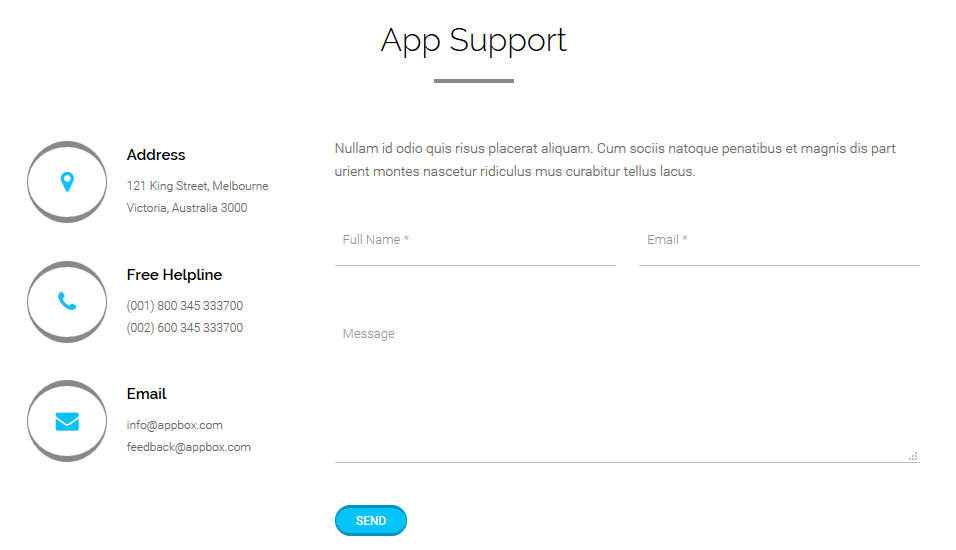 App Support
Address
121 King Street, Melbourne
Victoria, Australia 3000
Free Helpline
(001) 800 345 333700
(002) 600 345 333700
Email
info@appbox.com
feedback@appbox.com
Nullam id odio quis risus placerat aliquam. Cum sociis natoque penatibus et magnis dis part
urient montes nascetur ridiculus mus curabitur tellus lacus.
Full Name *
Email *
Message
SEND